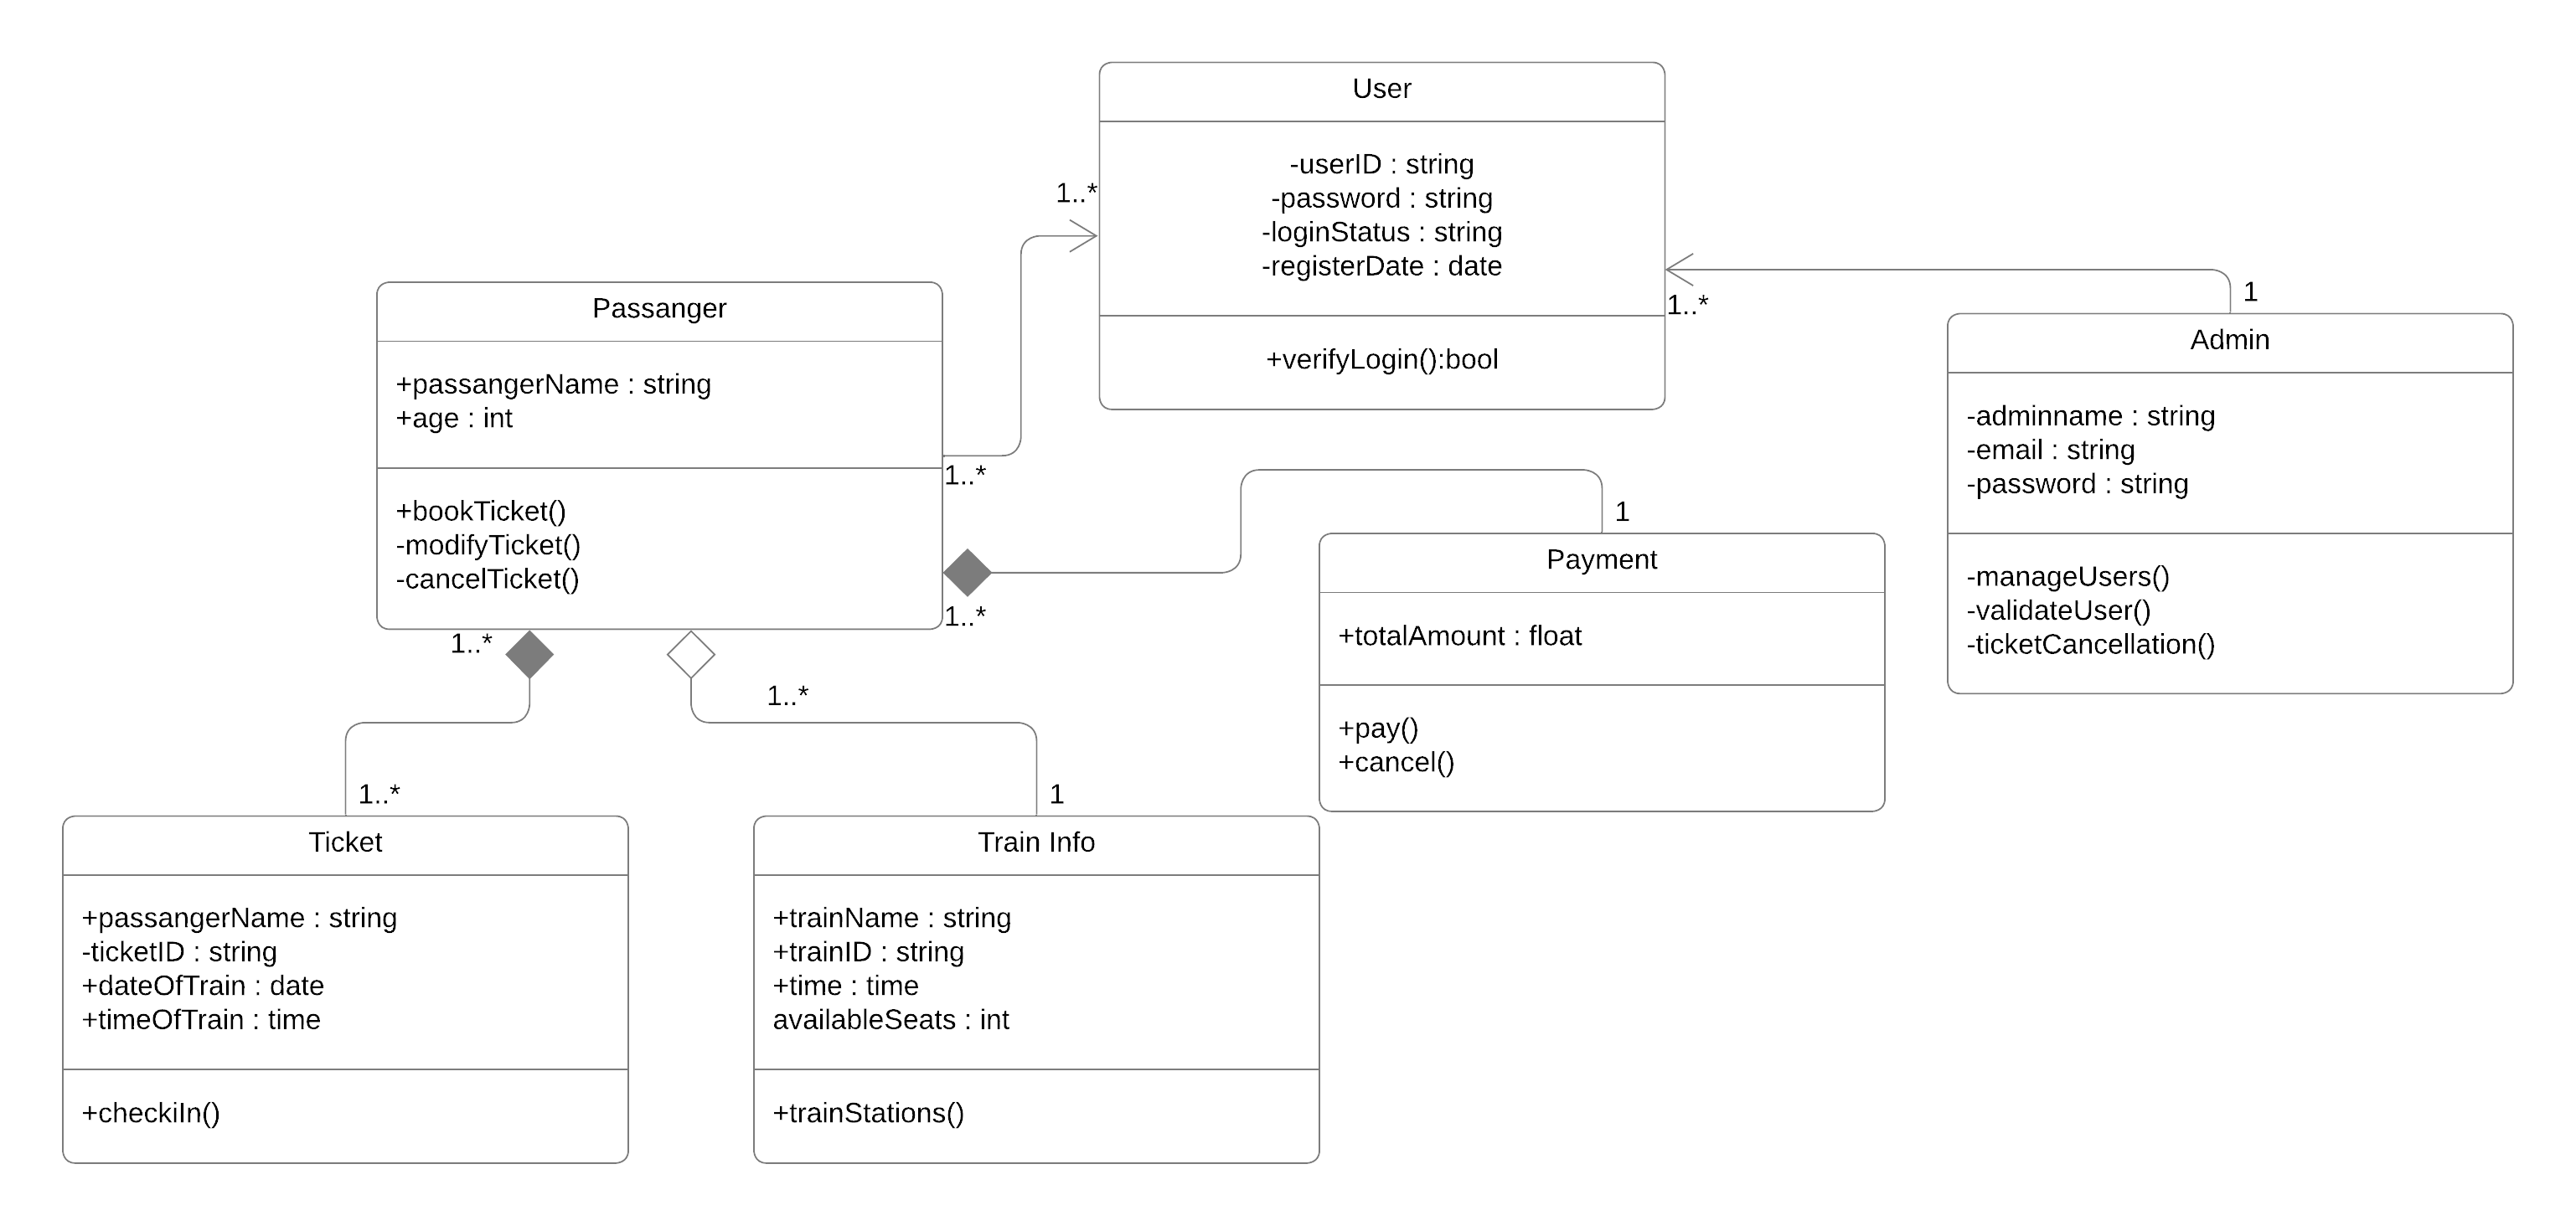 User
-userID : string
-password : string
-loginStatus : string
-registerDate : date
+verifyLogin():bool
1..*
1..*
1
Passanger
+passangerName : string
+age : int
+bookTicket()
-modifyTicket()
-cancelTicket()
1..*
1..*
1..*
1..*
Admin
-adminname : string
-email : string
-password : string
-manageUsers()
-validateUser()
-ticketCancellation()
1
Payment
+totalAmount : float
+pay()
+cancel()
1..*
Ticket
+passangerName : string
-ticketID : string
+dateOfTrain : date
+timeOfTrain : time
+checkiIn()
1
Train Info
+trainName : string
+trainID : string
+time : time
availableSeats : int
+trainStations()